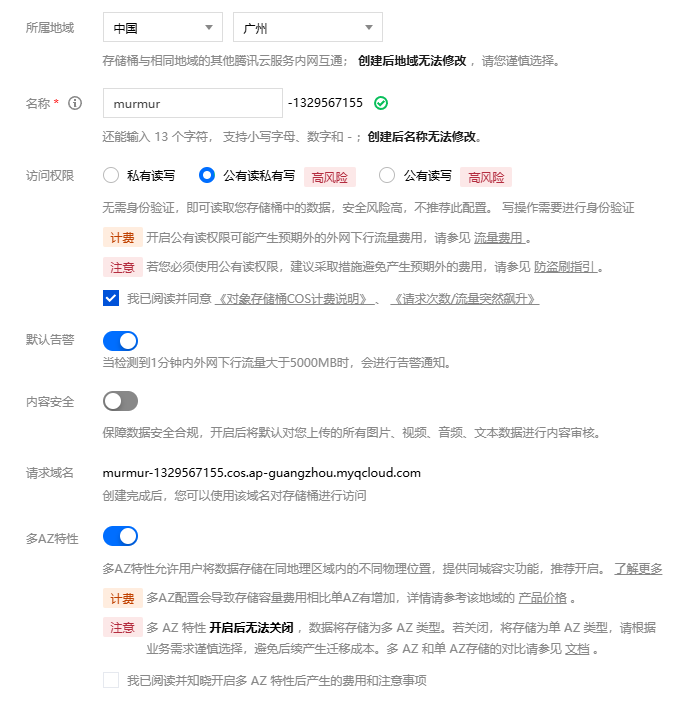 所属地域 中国 广州
存储桶与相同地域的其他腾讯云服务内网互通； 创建后地域无法修改 ，请您谨慎选择。
名称 * murmur -1329567155
还能输入 13 个字符， 支持小写字母、数字和 - ；创建后名称无法修改。
访问权限 私有读写 公有读私有写 高风险 公有读写 高风险
无需身份验证，即可读取您存储桶中的数据，安全风险高，不推荐此配置。 写操作需要进行身份验证
计费 开启公有读权限可能产生预期外的外网下行流量费用，请参见 流量费用 。
注意 若您必须使用公有读权限，建议采取措施避免产生预期外的费用，请参见 防盗刷指引 。
我已阅读并同意 《对象存储桶COS计费说明》 、 《请求次数/流量突然飙升》
默认告警
当检测到1分钟内外网下行流量大于5000MB时，会进行告警通知。
内容安全
保障数据安全合规，开启后将默认对您上传的所有图片、视频、音频、文本数据进行内容审核。
请求域名 murmur-1329567155.cos.ap-guangzhou.myqcloud.com
创建完成后，您可以使用该域名对存储桶进行访问
多AZ特性
多AZ特性允许用户将数据存储在同地理区域内的不同物理位置，提供同城容灾功能，推荐开启。 了解更多
计费 多AZ配置会导致存储容量费用相比单AZ有增加，详情请参考该地域的 产品价格 。
注意 多 AZ 特性 开启后无法关闭 ，数据将存储为多 AZ 类型。若关闭，将存储为单 AZ 类型，请根据
业务需求谨慎选择，避免后续产生迁移成本。多 AZ 和单 AZ存储的对比请参见 文档 。
我已阅读并知晓开启多 AZ 特性后产生的费用和注意事项